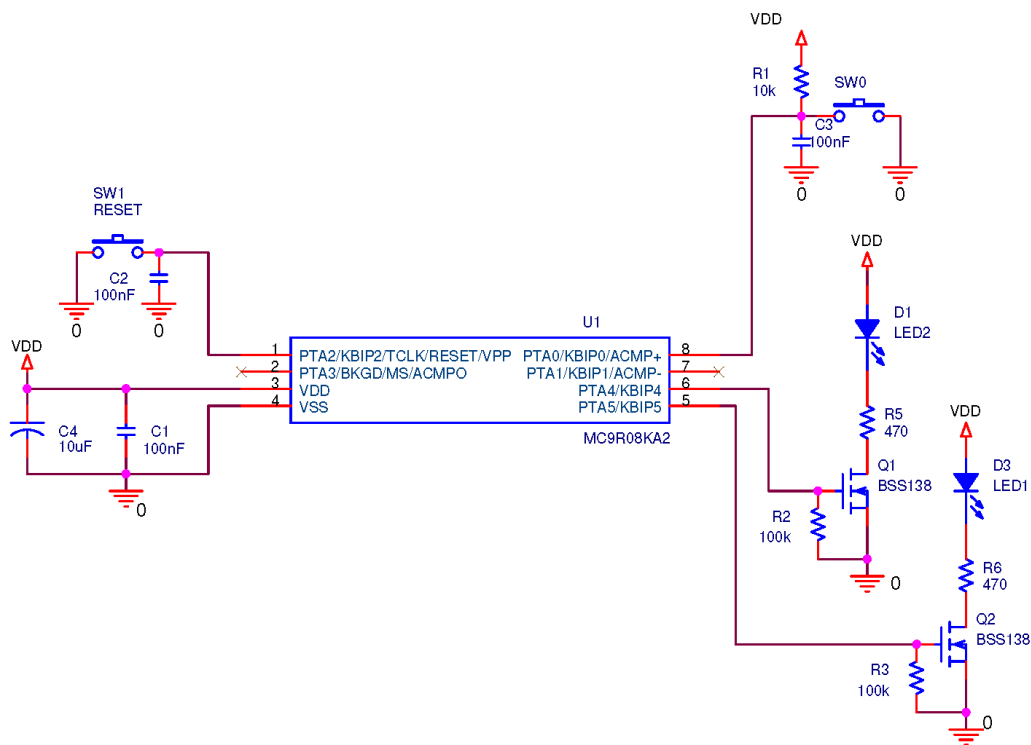 VDD
R1
10k
SW0
C3
100nF
0
0
SW1
RESET
C2
100nF
0
0
VDD
C4
10uF
C1
100nF
0
U1
1
2
3
4
PTA2/KBIP2/TCLK/RESET/VPP
PTA3/BKGD/MS/ACMPO
VDD
VSS
PTA0/KBIP0/ACMP+
PTA1/KBIP1/ACMP-
PTA4/KBIP4
PTA5/KBIP5
8
7
6
5
MC9R08KA2
VDD
D1
LED2
R5
470
Q1
BSS138
R2
100k
0
VDD
D3
LED1
R6
470
Q2
BSS138
R3
100k
0